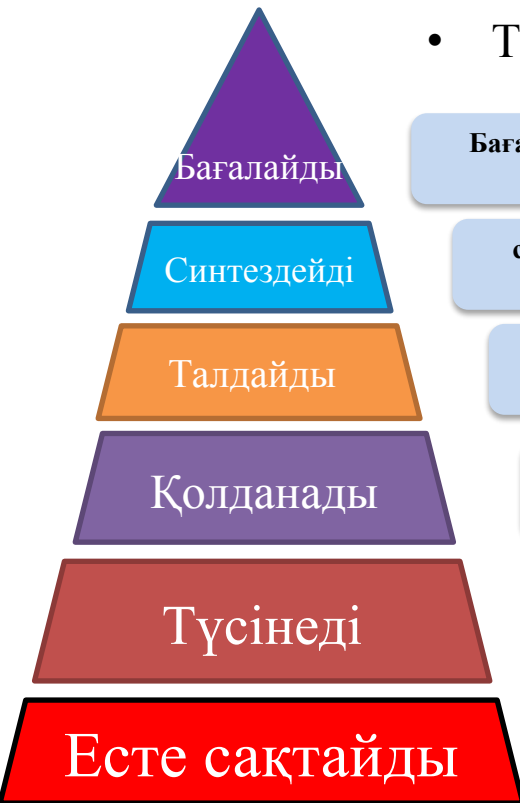 Бағалайды
Синтездейді
Талдайды
Қолданады
Түсінеді
Есте сақтайды